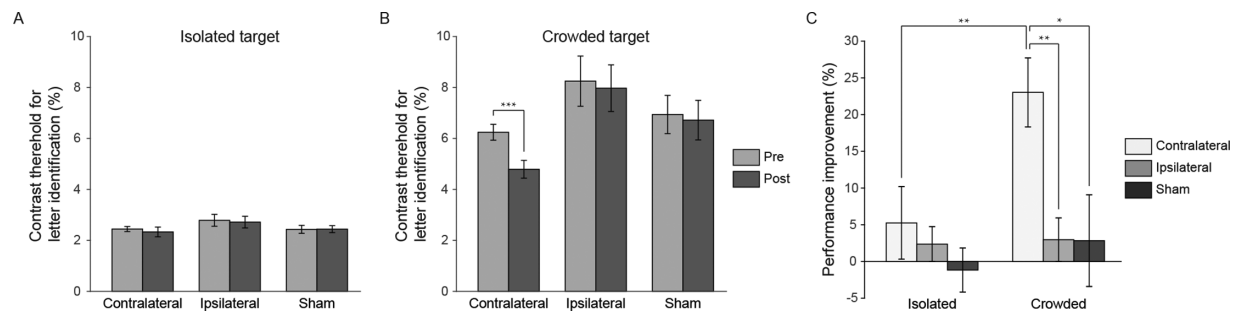 A
Isolated target
Contrast therehold for
letter identification (%)
10
8
6
4
2
0
Contralateral Ipsilateral Sham
B
Crowded target
Contrast therehold for
letter identification (%)
10
8
6
4
2
0
***
Contralateral Ipsilateral Sham
Pre
Post
C
Performance improvement (%)
30
25
20
15
10
5
0
-5
** *
**
Isolated Crowded
Contralateral
Ipsilateral
Sham